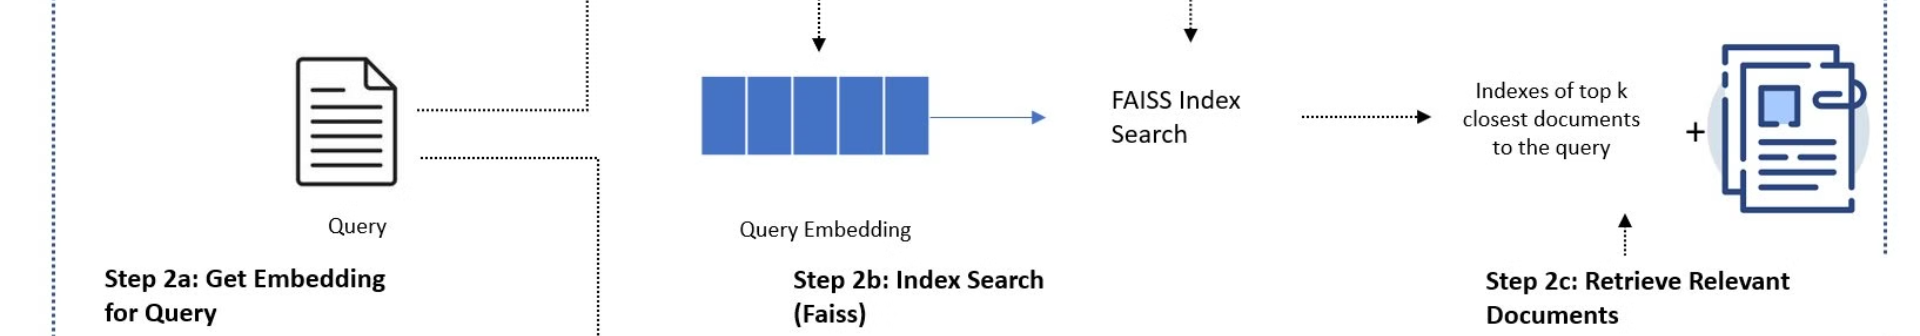 Query
Step 2a: Get Embedding
for Query
Query Embedding
Step 2b: Index Search
(Faiss)
FAISS Index
Search
Indexes of top k
closest documents
to the query
+
Step 2c: Retrieve Relevant
Documents